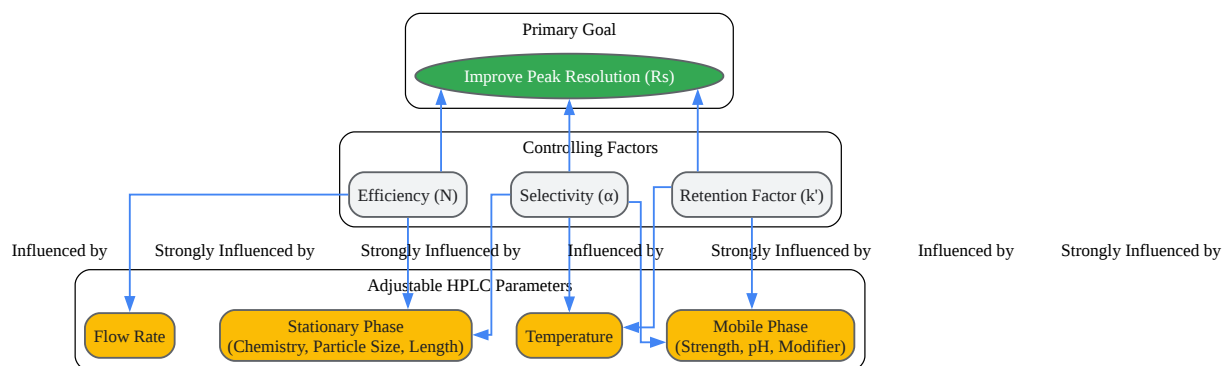 Primary Goal
Improve Peak Resolution (Rs)
Controlling Factors
Efficiency (N)
Selectivity (α)
Retention Factor (k')
Influenced by
Strongly Influenced by
Strongly Influenced by
Influenced by
Strongly Influenced by
Influenced by
Strongly Influenced by
Adjustable HPLC Parameters
Flow Rate
Stationary Phase
(Chemistry, Particle Size, Length)
Temperature
Mobile Phase
(Strength, pH, Modifier)